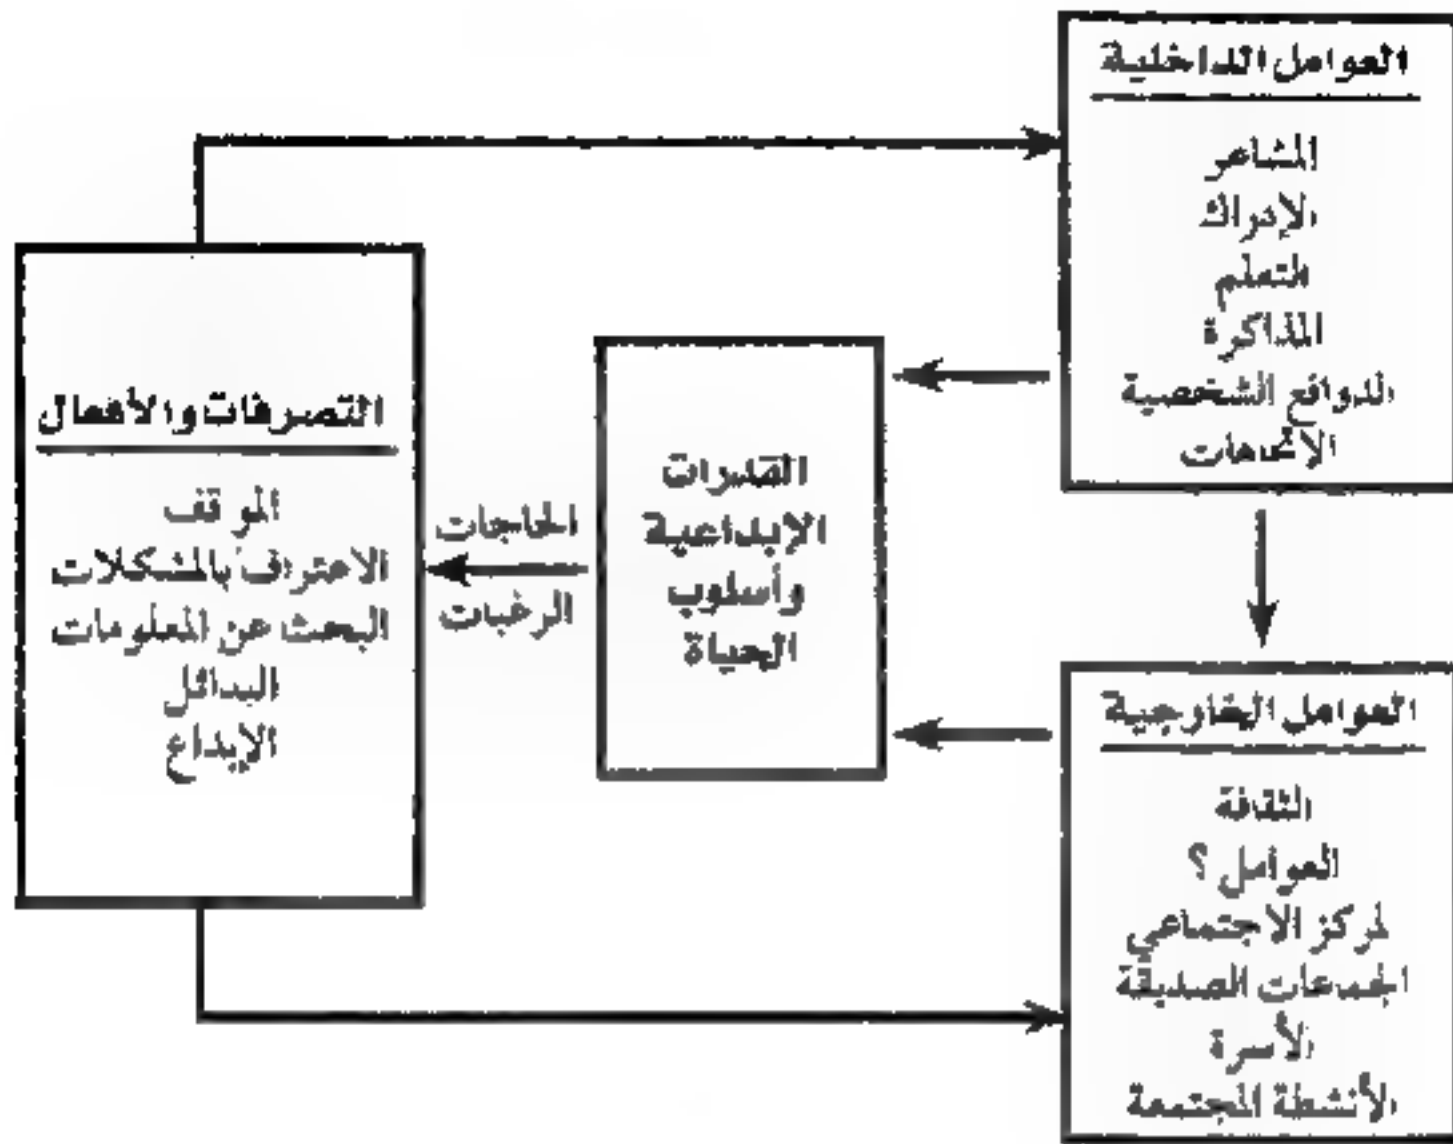 العوامل الداخلية
المشاعر
الإدراك
التعلم
المذاكرة
الدوافع الشخصية
الاتجاهات
التصرفات والأفعال
الموقف
الاعتراف بالمشكلات
البحث عن المعلومات
البدائل
الإبداع
الحاجات
الرغبات
القدرات
الإبداعية
وأسلوب
الحياة
العوامل الخارجية
الثقافة
العوامل ؟
المركز الاجتماعي
الجماعات الصديقة
الأسرة
الأنشطة المجتمعة